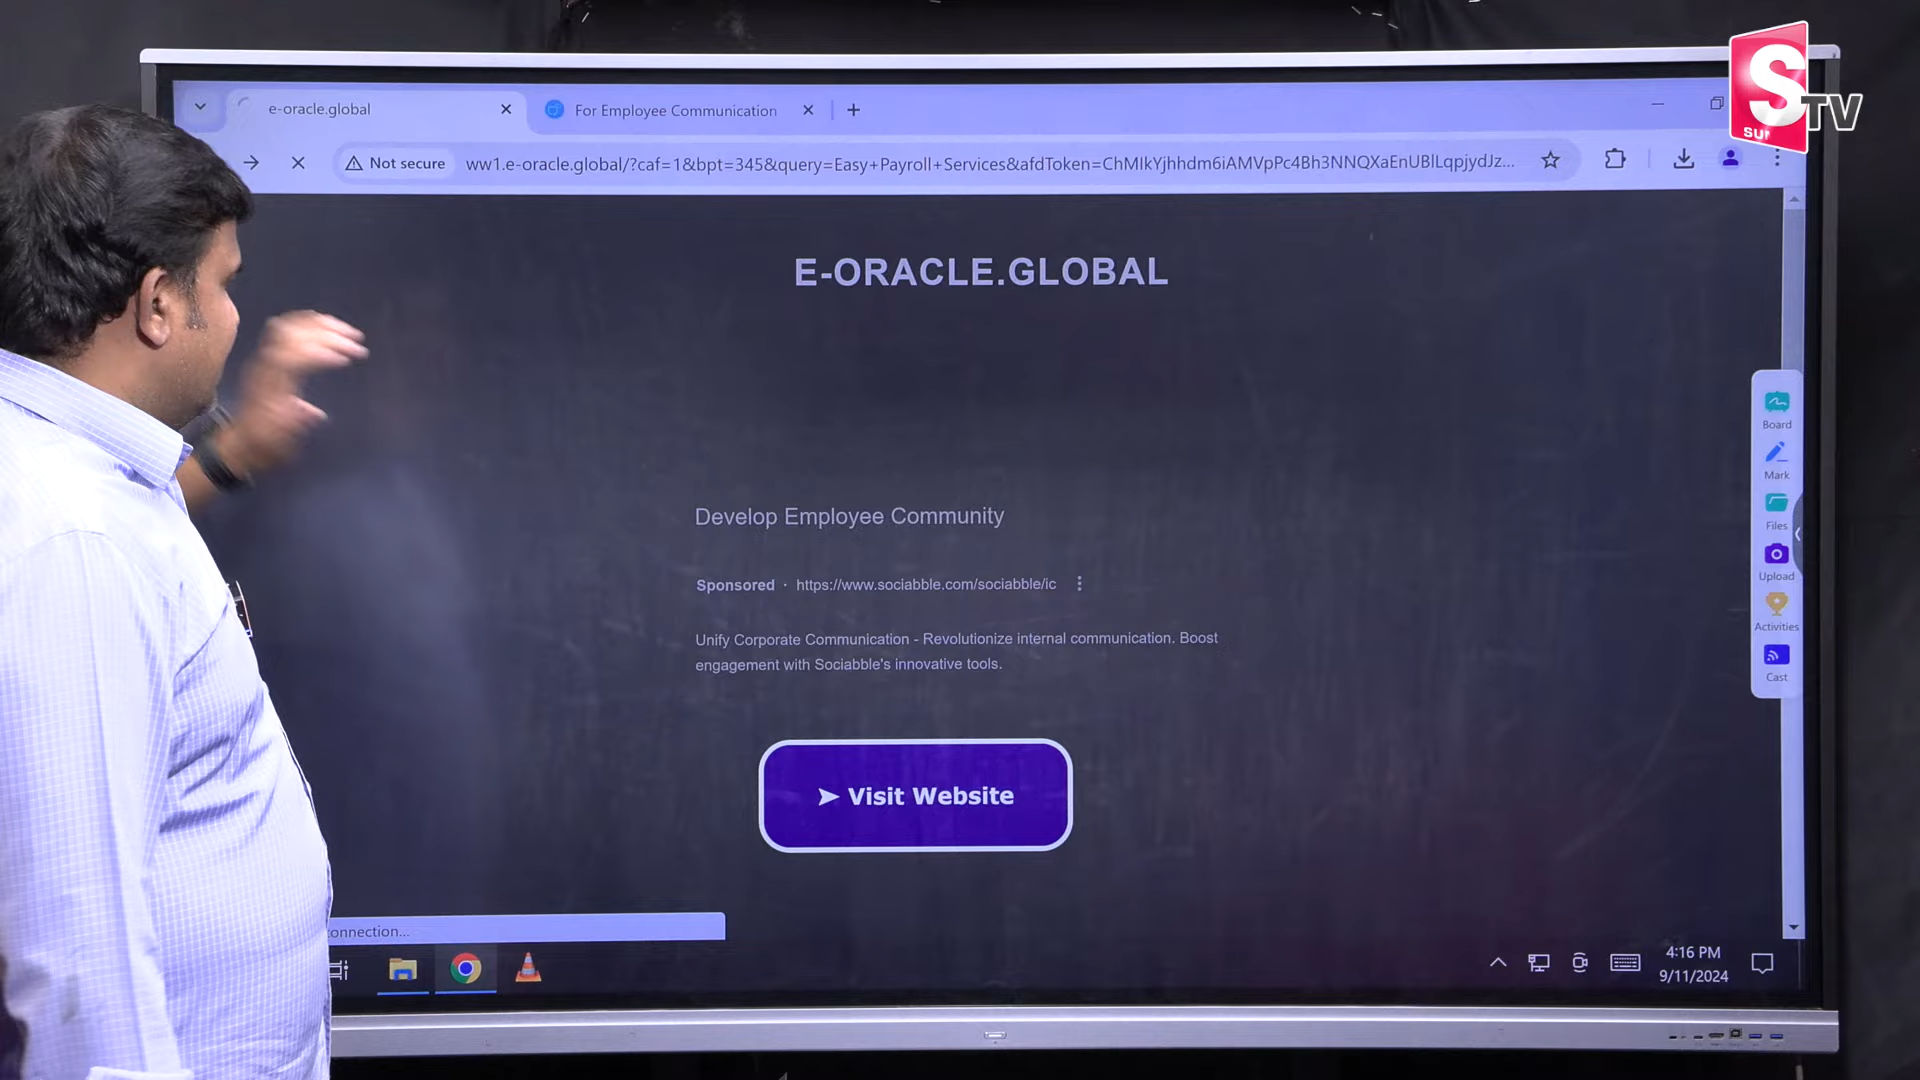 e-oracle.global
For Employee Communication
Not secure
ww1.e-oracle.global/?caf=1&bpt=345&query=Easy+Payroll+Services&afdToken=
E-ORACLE.GLOBAL
Develop Employee Community
Sponsored · https://www.sociabble.com/sociabble/ic
Unify Corporate Communication - Revolutionize internal communication. Boost
engagement with Sociabble's innovative tools.
➤ Visit Website
Board
Mark
Files
Upload
Activities
Cast
onnection...
4:16 PM
9/11/2024
S TV
SU